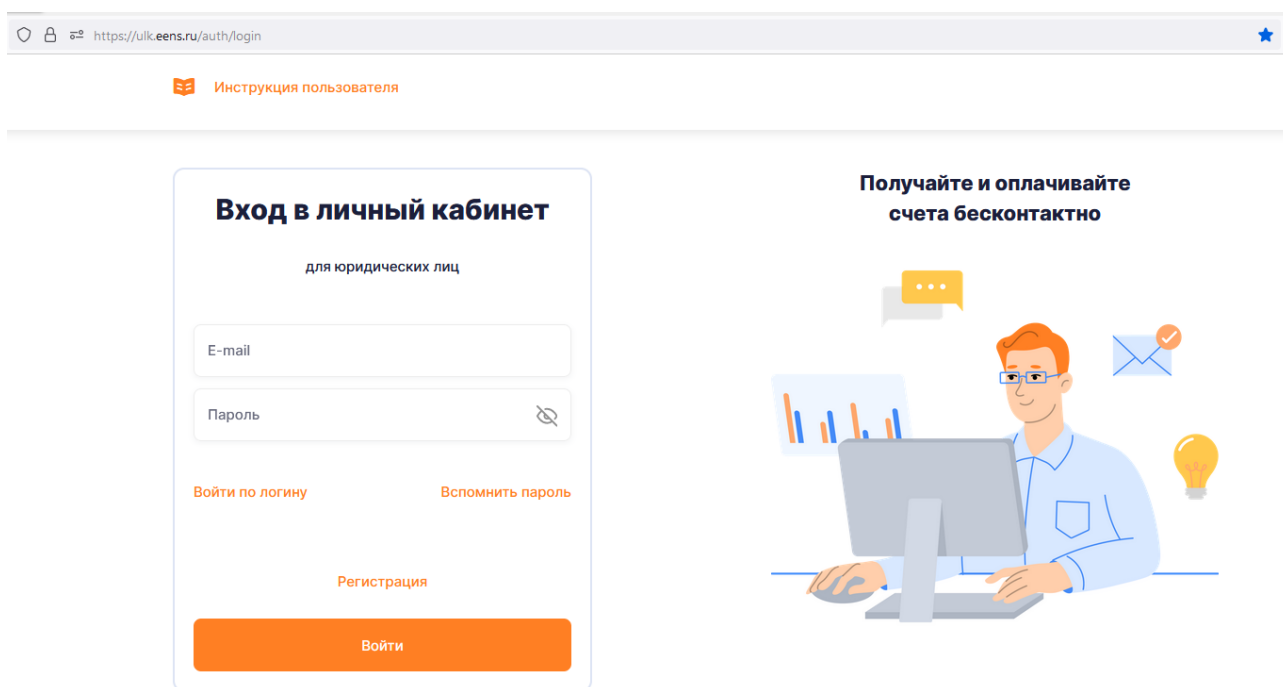 https://ulk.eens.ru/auth/login
Инструкция пользователя
Вход в личный кабинет
для юридических лиц
E-mail
Пароль
Войти по логину
Вспомнить пароль
Регистрация
Войти
Получайте и оплачивайте
счета бесконтактно